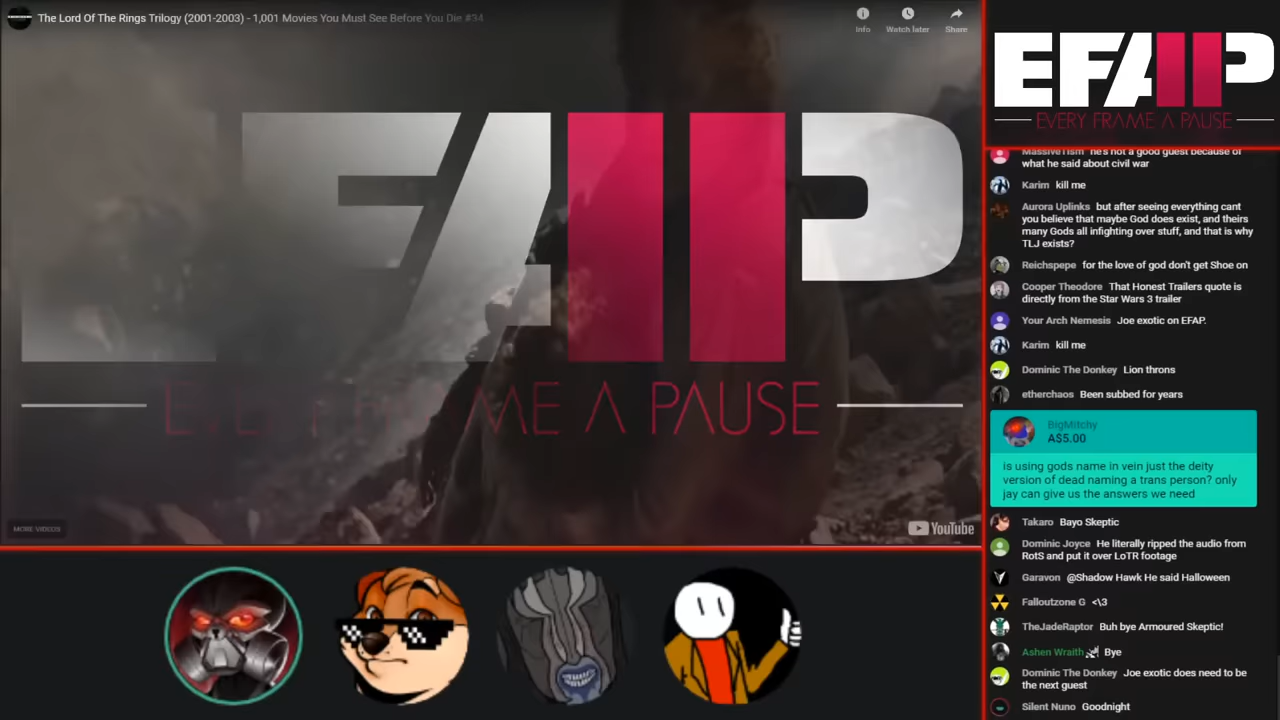 The Lord Of The Rings Trilogy (2001-2003) - 1,001 Movies You Must See Before You Die #34
Info
Watch later
Share
EFAP
EVERY FRAME A PAUSE
MORE VIDEOS
YouTube
EFAP
EVERY FRAME A PAUSE
MassiveTism he's not a good guest because of
what he said about civil war
Karim kill me
Aurora Uplinks but after seeing everything cant
you believe that maybe God does exist, and theirs
many Gods all infighting over stuff, and that is why
TLJ exists?
Reichspepe for the love of god don't get Shoe on
Cooper Theodore That Honest Trailers quote is
directly from the Star Wars 3 trailer
Your Arch Nemesis Joe exotic on EFAP.
Karim kill me
Dominic The Donkey Lion throns
etherchaos Been subbed for years
BigMitchy
A$5.00
is using gods name in vein just the deity
version of dead naming a trans person? only
jay can give us the answers we need
Takaro Bayo Skeptic
Dominic Joyce He literally ripped the audio from
RotS and put it over LoTR footage
Garavon @Shadow Hawk He said Halloween
Falloutzone G <\3
TheJadeRaptor Buh bye Armoured Skeptic!
Ashen Wraith Bye
Dominic The Donkey Joe exotic does need to be
the next guest
Silent Nuno Goodnight